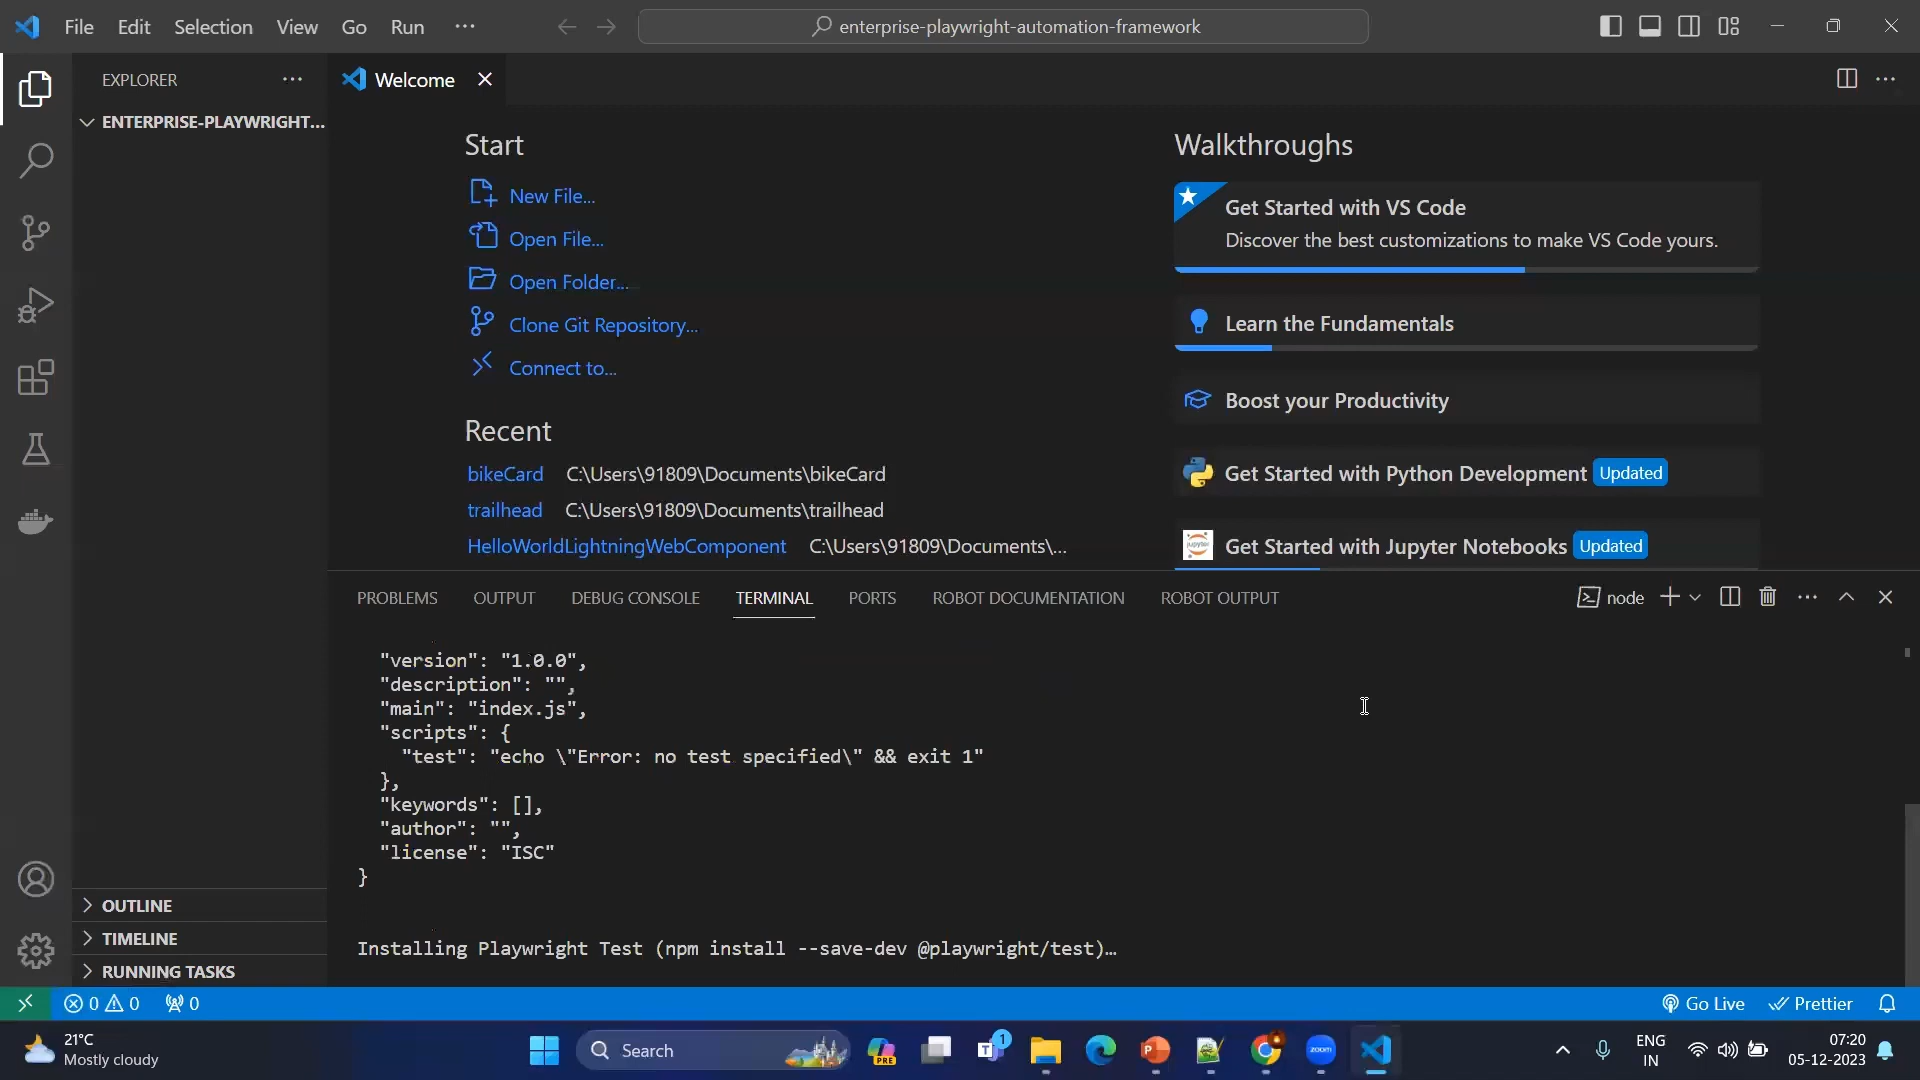 File Edit Selection View Go Run ···
enterprise-playwright-automation-framework
EXPLORER
ENTERPRISE-PLAYWRIGHT...
Welcome
Start
New File...
Open File...
Open Folder...
Clone Git Repository...
Connect to...
Recent
bikeCard C:\Users\91809\Documents\bikeCard
trailhead C:\Users\91809\Documents\trailhead
HelloWorldLightningWebComponent C:\Users\91809\Documents\...
Walkthroughs
Get Started with VS Code
Discover the best customizations to make VS Code yours.
Learn the Fundamentals
Boost your Productivity
Get Started with Python Development Updated
Get Started with Jupyter Notebooks Updated
PROBLEMS OUTPUT DEBUG CONSOLE TERMINAL PORTS ROBOT DOCUMENTATION ROBOT OUTPUT
node
"version": "1.0.0",
"description": "",
"main": "index.js",
"scripts": {
"test": "echo \"Error: no test specified\" && exit 1"
},
"keywords": [],
"author": "",
"license": "ISC"
}
Installing Playwright Test (npm install --save-dev @playwright/test)…
OUTLINE
TIMELINE
RUNNING TASKS
0 0 0
Go Live Prettier
21°C
Mostly cloudy
Search
PRE
1
zoom
ENG
IN
07:20
05-12-2023